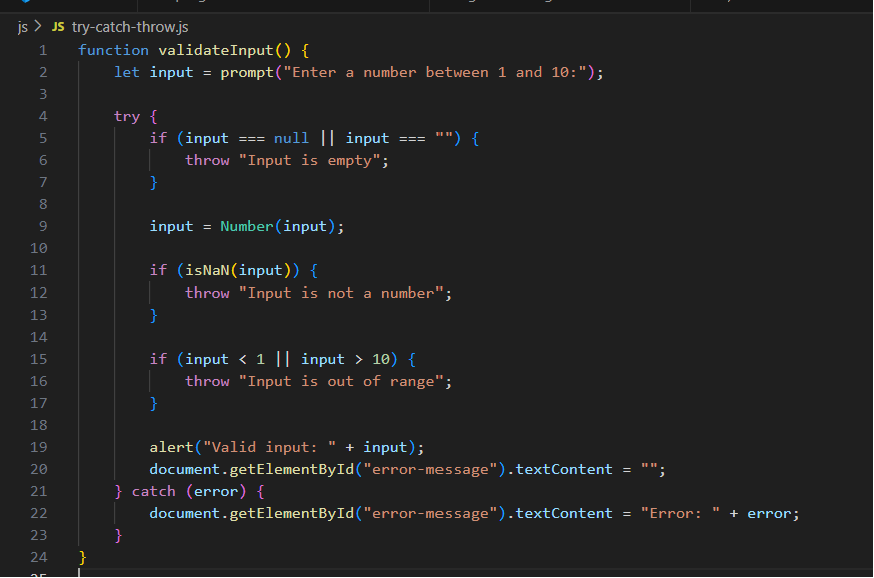 js > JS try-catch-throw.js
1 function validateInput() {
2     let input = prompt("Enter a number between 1 and 10:");
3
4     try {
5         if (input === null || input === "") {
6             throw "Input is empty";
7         }
8
9         input = Number(input);
10
11         if (isNaN(input)) {
12             throw "Input is not a number";
13         }
14
15         if (input < 1 || input > 10) {
16             throw "Input is out of range";
17         }
18
19         alert("Valid input: " + input);
20         document.getElementById("error-message").textContent = "";
21     } catch (error) {
22         document.getElementById("error-message").textContent = "Error: " + error;
23     }
24 }
25